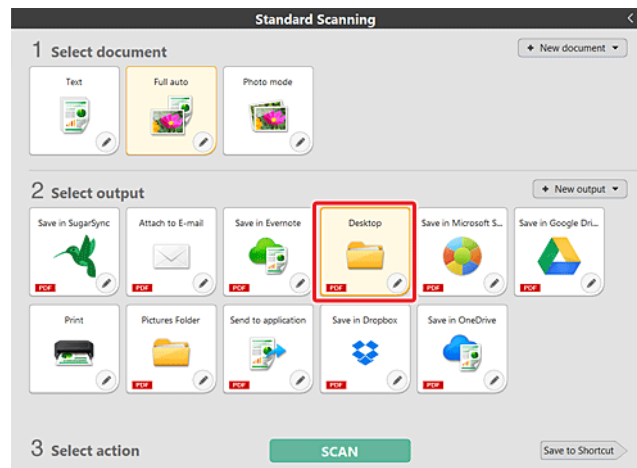 Standard Scanning <
1 Select document
+ New document
Text
Full auto
Photo mode
2 Select output
+ New output
Save in SugarSync
Attach to E-mail
Save in Evernote
Desktop
Save in Microsoft S...
Save in Google Dri...
PDF
PDF
PDF
PDF
PDF
PDF
Print
Pictures Folder
Send to application
Save in Dropbox
Save in OneDrive
PDF
PDF
PDF
PDF
3 Select action
SCAN
Save to Shortcut